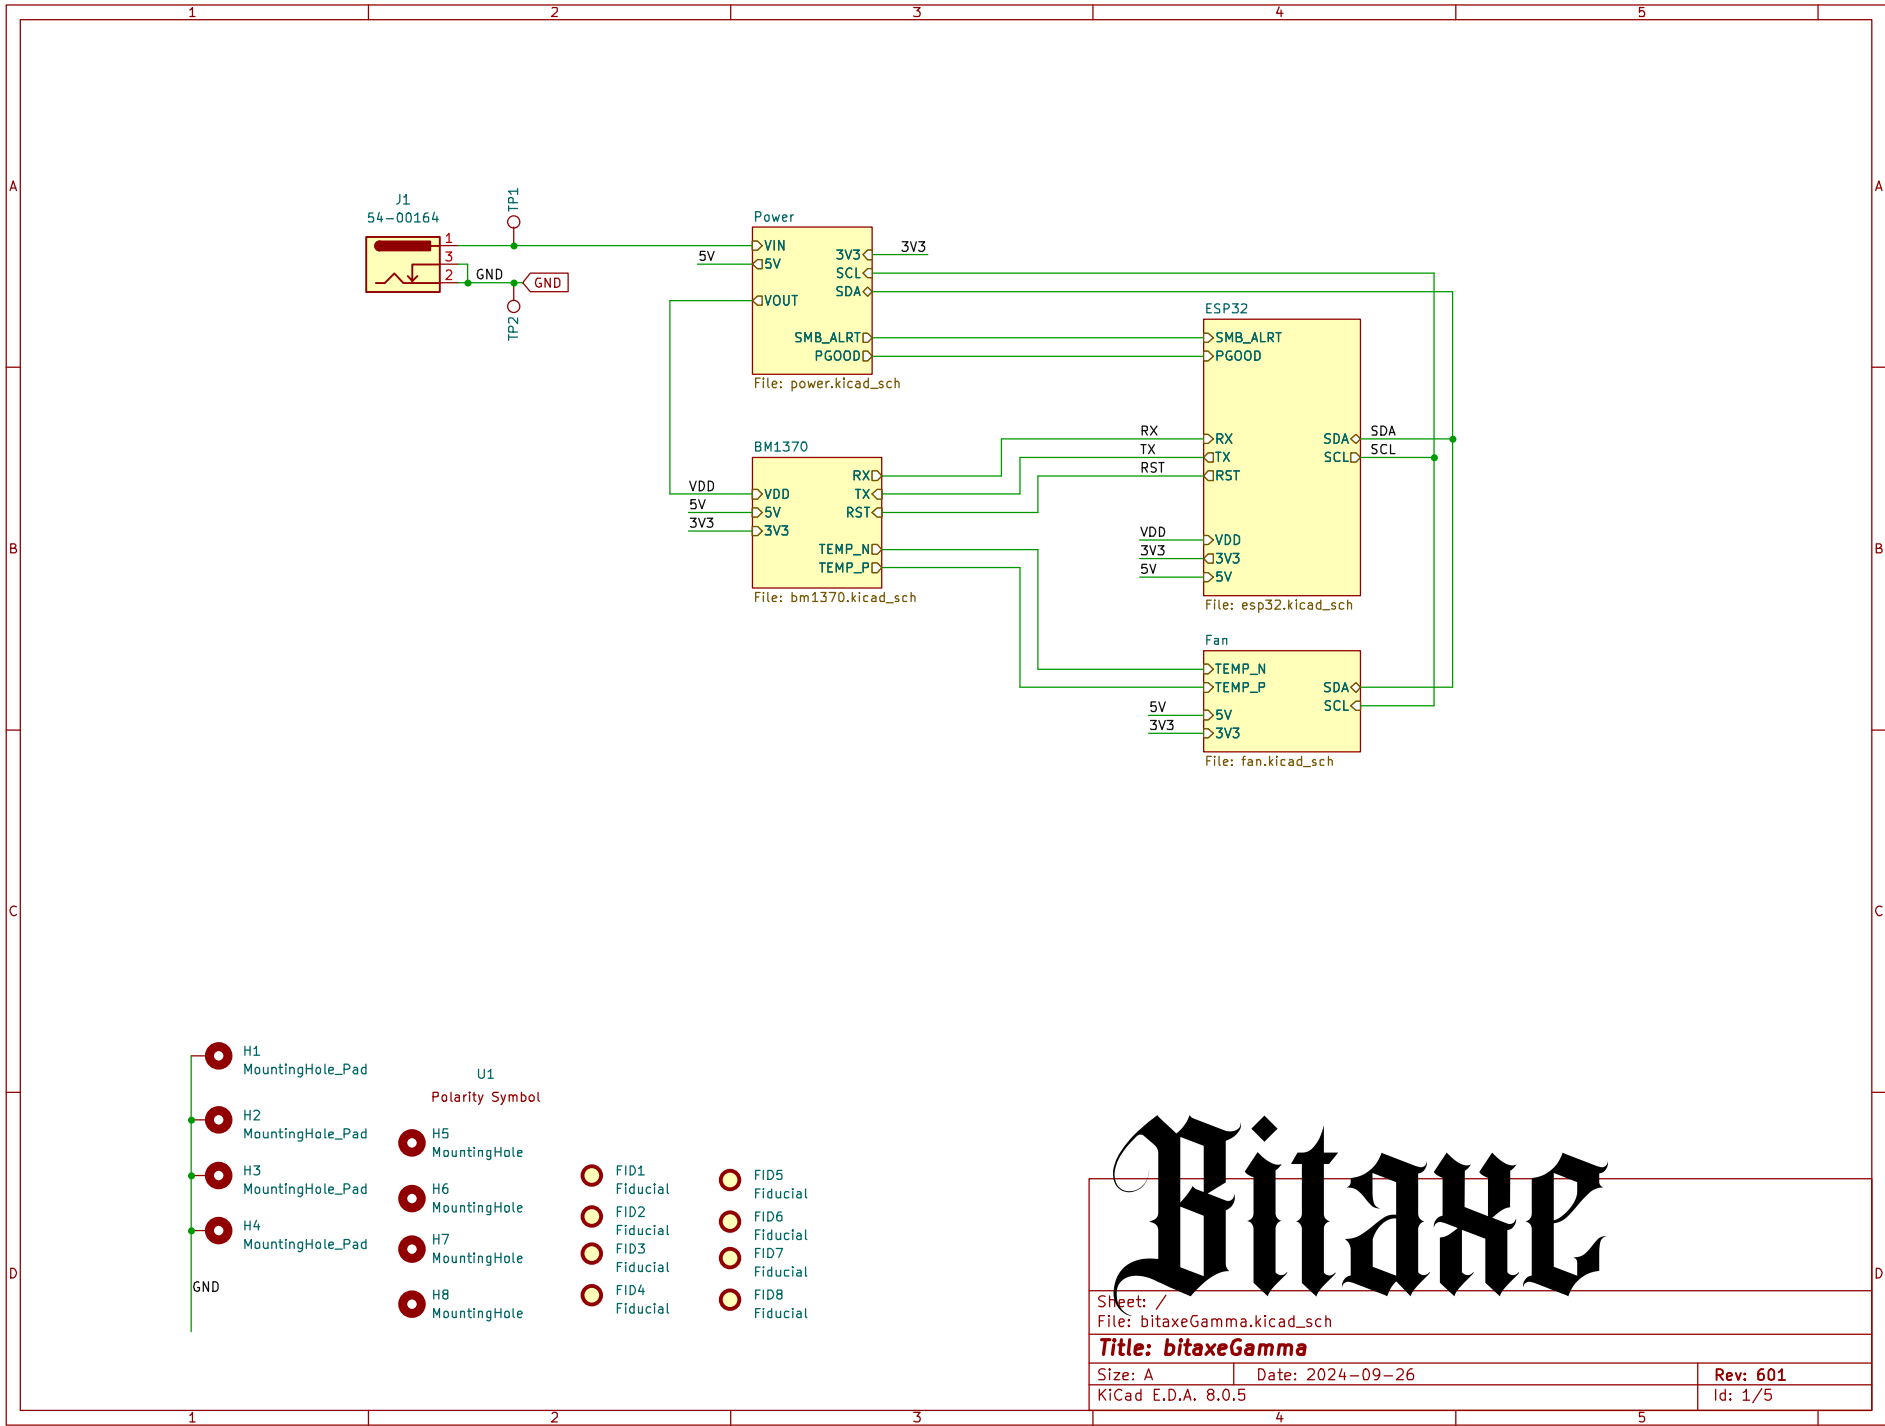 1 2 3 4 5
A A
B B
C C
D D
J1
54-00164
1
3
2
GND
GND
TP1
TP2
Power
VIN
5V
5V
VOUT
3V3
3V3
SCL
SDA
SMB_ALRT
PGOOD
File: power.kicad_sch
ESP32
SMB_ALRT
PGOOD
RX
RX
TX
TX
RST
RST
SDA
SDA
SCL
SCL
VDD
VDD
3V3
3V3
5V
5V
File: esp32.kicad_sch
BM1370
RX
TX
RST
VDD
VDD
5V
5V
3V3
3V3
TEMP_N
TEMP_P
File: bm1370.kicad_sch
Fan
TEMP_N
TEMP_P
SDA
SCL
5V
5V
3V3
3V3
File: fan.kicad_sch
H1
MountingHole_Pad
H2
MountingHole_Pad
H3
MountingHole_Pad
H4
MountingHole_Pad
GND
U1
Polarity Symbol
H5
MountingHole
H6
MountingHole
H7
MountingHole
H8
MountingHole
FID1
Fiducial
FID2
Fiducial
FID3
Fiducial
FID4
Fiducial
FID5
Fiducial
FID6
Fiducial
FID7
Fiducial
FID8
Fiducial
Bitaxe
Sheet: /
File: bitaxeGamma.kicad_sch
Title: bitaxeGamma
Size: A Date: 2024-09-26 Rev: 601
KiCad E.D.A. 8.0.5 Id: 1/5
1 2 3 4 5